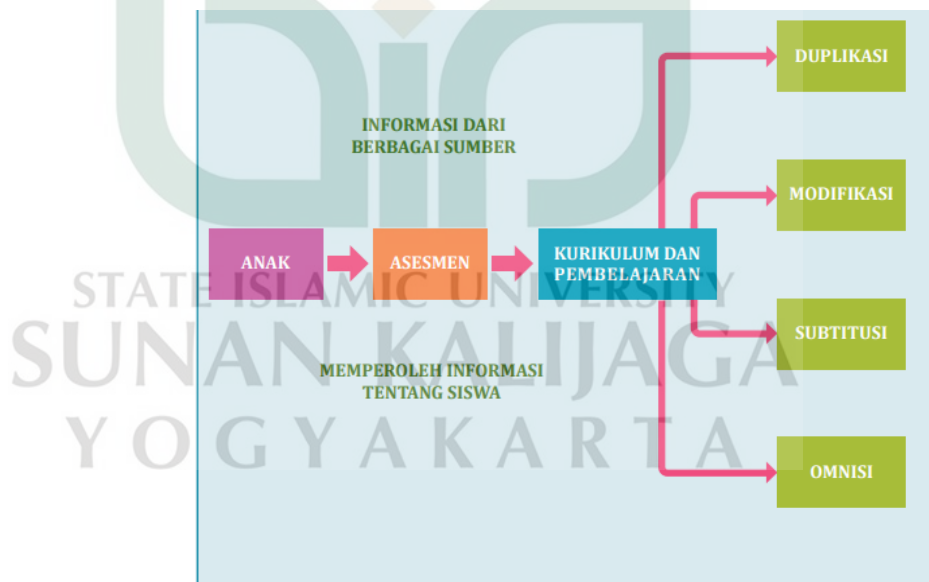 DUPLIKASI
INFORMASI DARI
BERBAGAI SUMBER
MODIFIKASI
ANAK
ASESMEN
KURIKULUM DAN
PEMBELAJARAN
STATE ISLAMIC UNIVERSITY
SUNAN KALIJAGA
YOGYAKARTA
SUBTITUSI
MEMPEROLEH INFORMASI
TENTANG SISWA
OMNISI